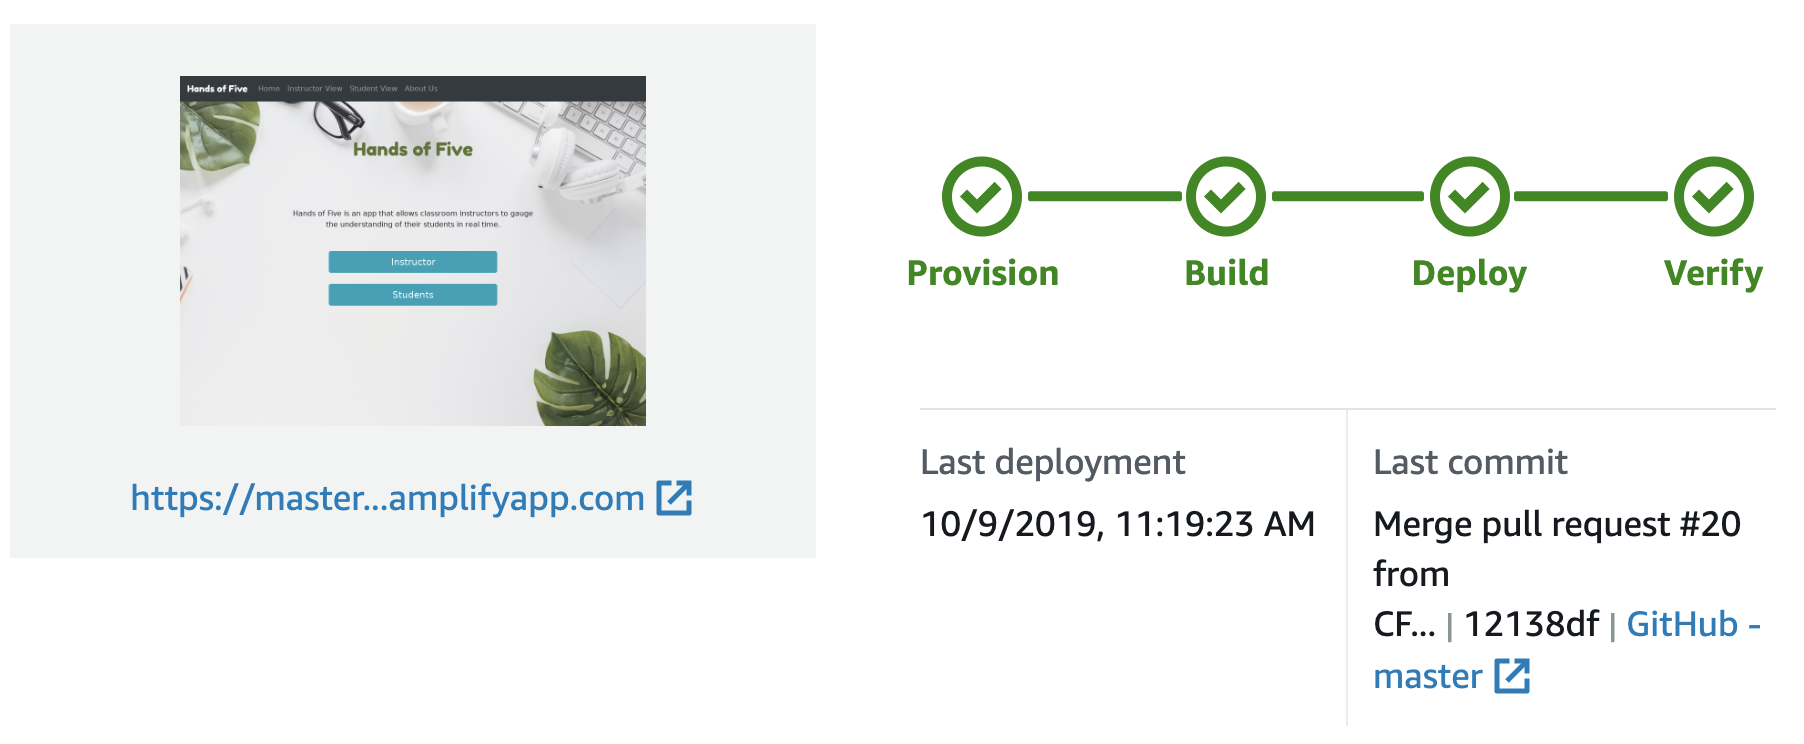 Hands of Five Home Instructor View Student View About Us
Hands of Five
Hands of Five is an app that allows classroom instructors to gauge
the understanding of their students in real time.
Instructor
Students
https://master...amplifyapp.com
Provision Build Deploy Verify
Last deployment
10/9/2019, 11:19:23 AM
Last commit
Merge pull request #20
from
CF... | 12138df | GitHub -
master